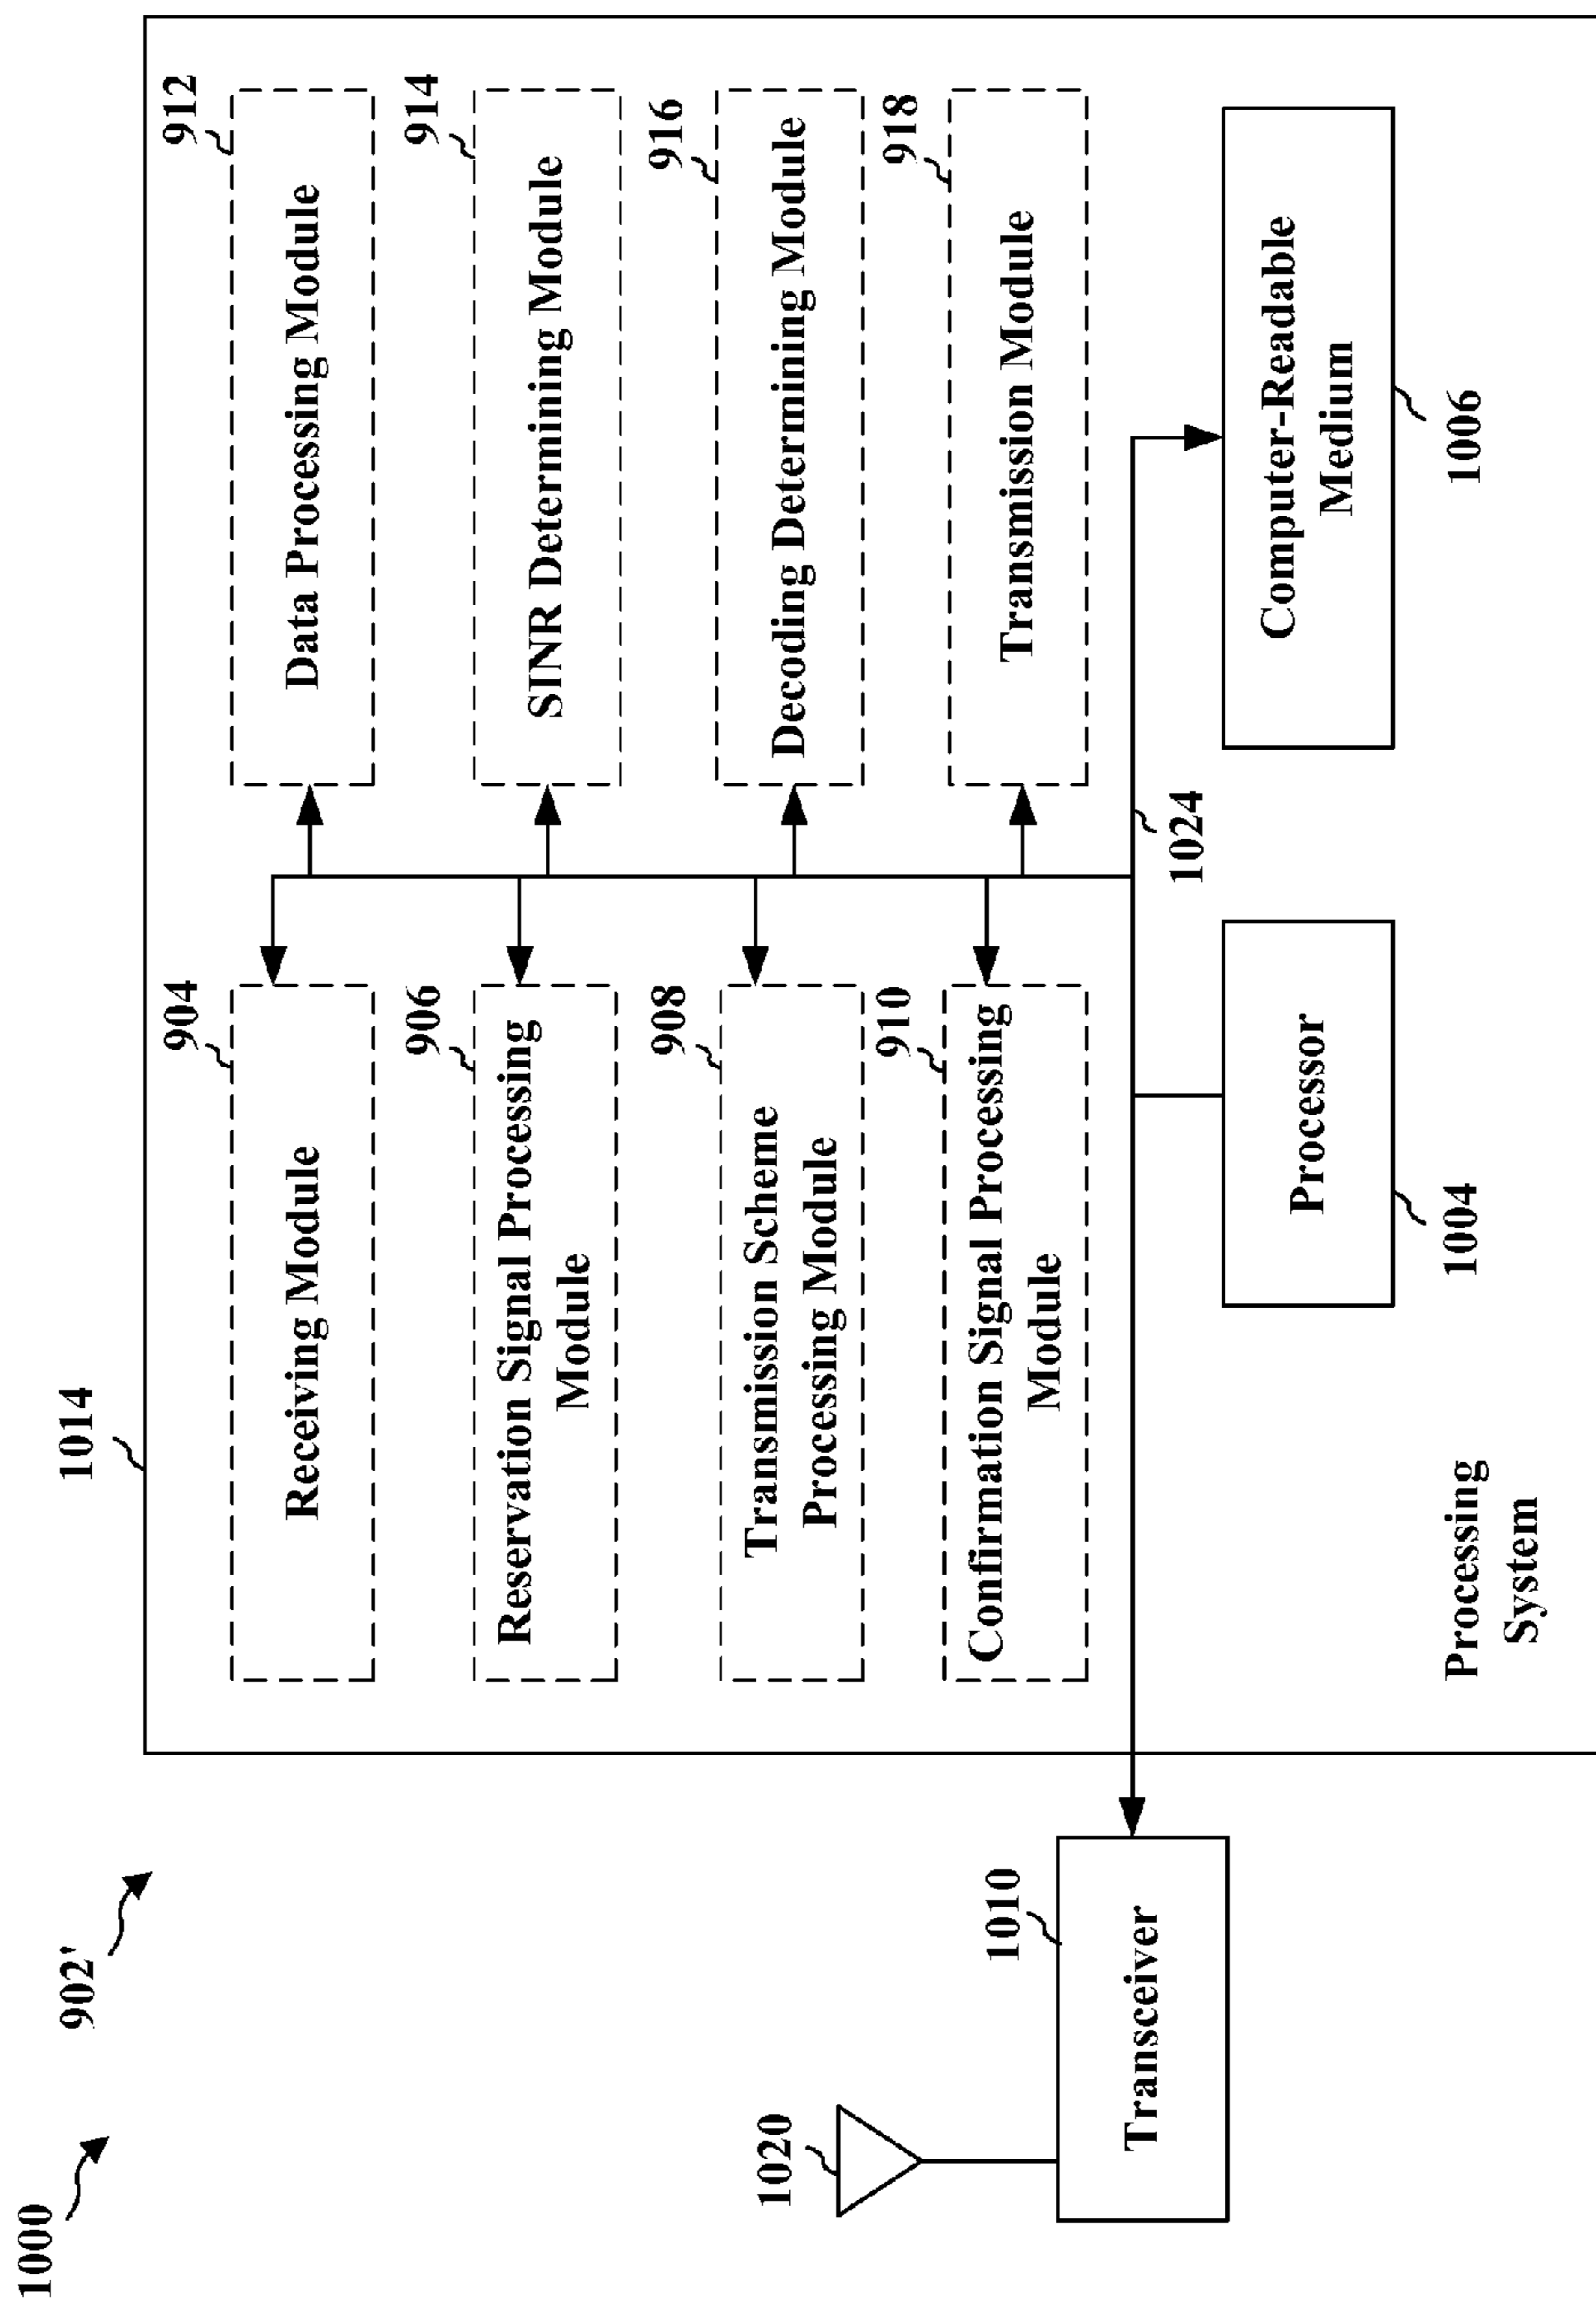 1000
902'
1014
904
Receiving Module
912
Data Processing Module
906
Reservation Signal Processing
Module
914
SINR Determining Module
908
Transmission Scheme
Processing Module
916
Decoding Determining Module
910
Confirmation Signal Processing
Module
918
Transmission Module
1020
1010
Transceiver
1024
Processor
1004
Computer-Readable
Medium
1006
Processing
System